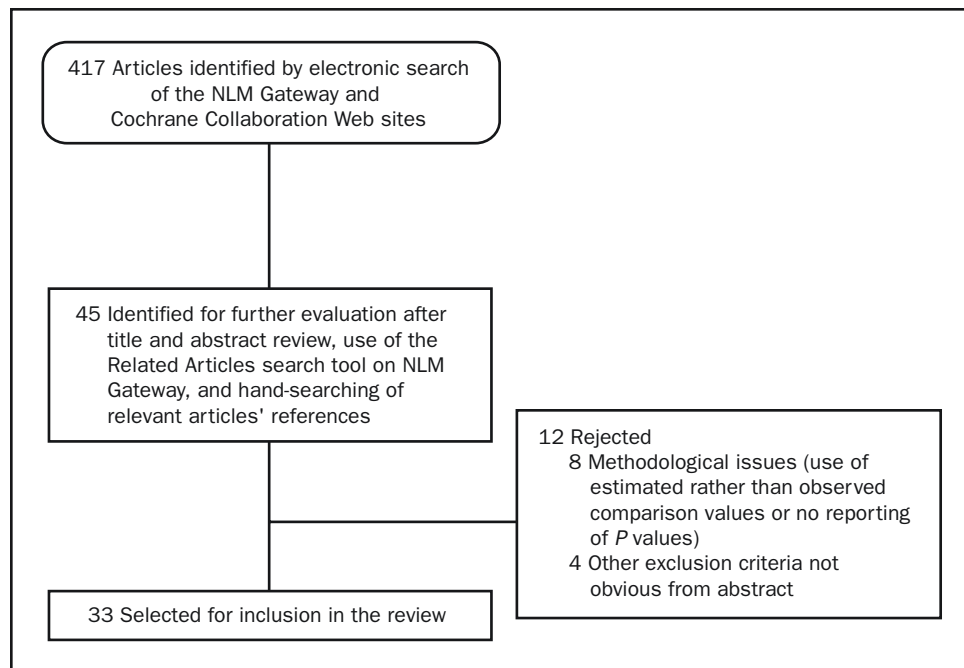 417 Articles identified by electronic search
of the NLM Gateway and
Cochrane Collaboration Web sites
45 Identified for further evaluation after
title and abstract review, use of the
Related Articles search tool on NLM
Gateway, and hand-searching of
relevant articles' references
12 Rejected
8 Methodological issues (use of
estimated rather than observed
comparison values or no reporting
of P values)
4 Other exclusion criteria not
obvious from abstract
33 Selected for inclusion in the review